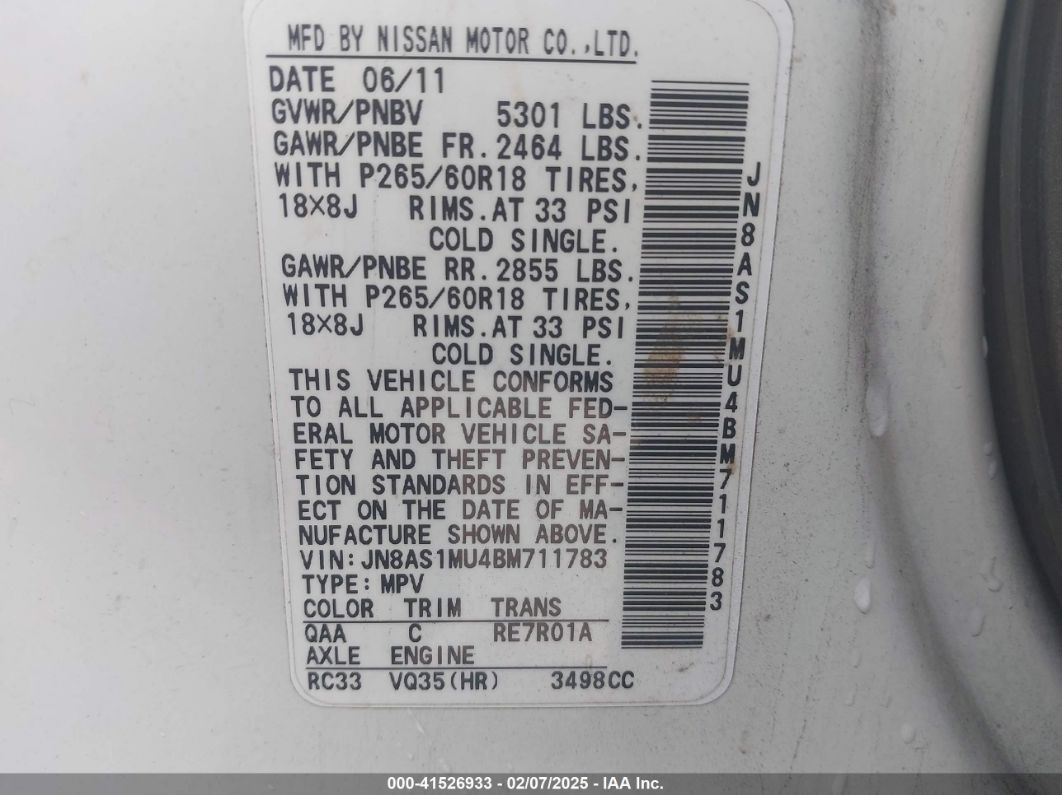 MFD BY NISSAN MOTOR CO.,LTD.
DATE 06/11
GVWR/PNBV 5301 LBS.
GAWR/PNBE FR. 2464 LBS.
WITH P265/60R18 TIRES,
18×8J RIMS. AT 33 PSI
COLD SINGLE.
GAWR/PNBE RR. 2855 LBS.
WITH P265/60R18 TIRES,
18×8J RIMS. AT 33 PSI
COLD SINGLE.
THIS VEHICLE CONFORMS
TO ALL APPLICABLE FED-
ERAL MOTOR VEHICLE SA-
FETY AND THEFT PREVEN-
TION STANDARDS IN EFF-
ECT ON THE DATE OF MA-
NUFACTURE SHOWN ABOVE.
VIN: JN8AS1MU4BM711783
TYPE: MPV
COLOR TRIM TRANS
QAA C RE7R01A
AXLE ENGINE
RC33 VQ35(HR) 3498CC
JN8AS1MU4BM711783
000-41526933 - 02/07/2025 - IAA Inc.